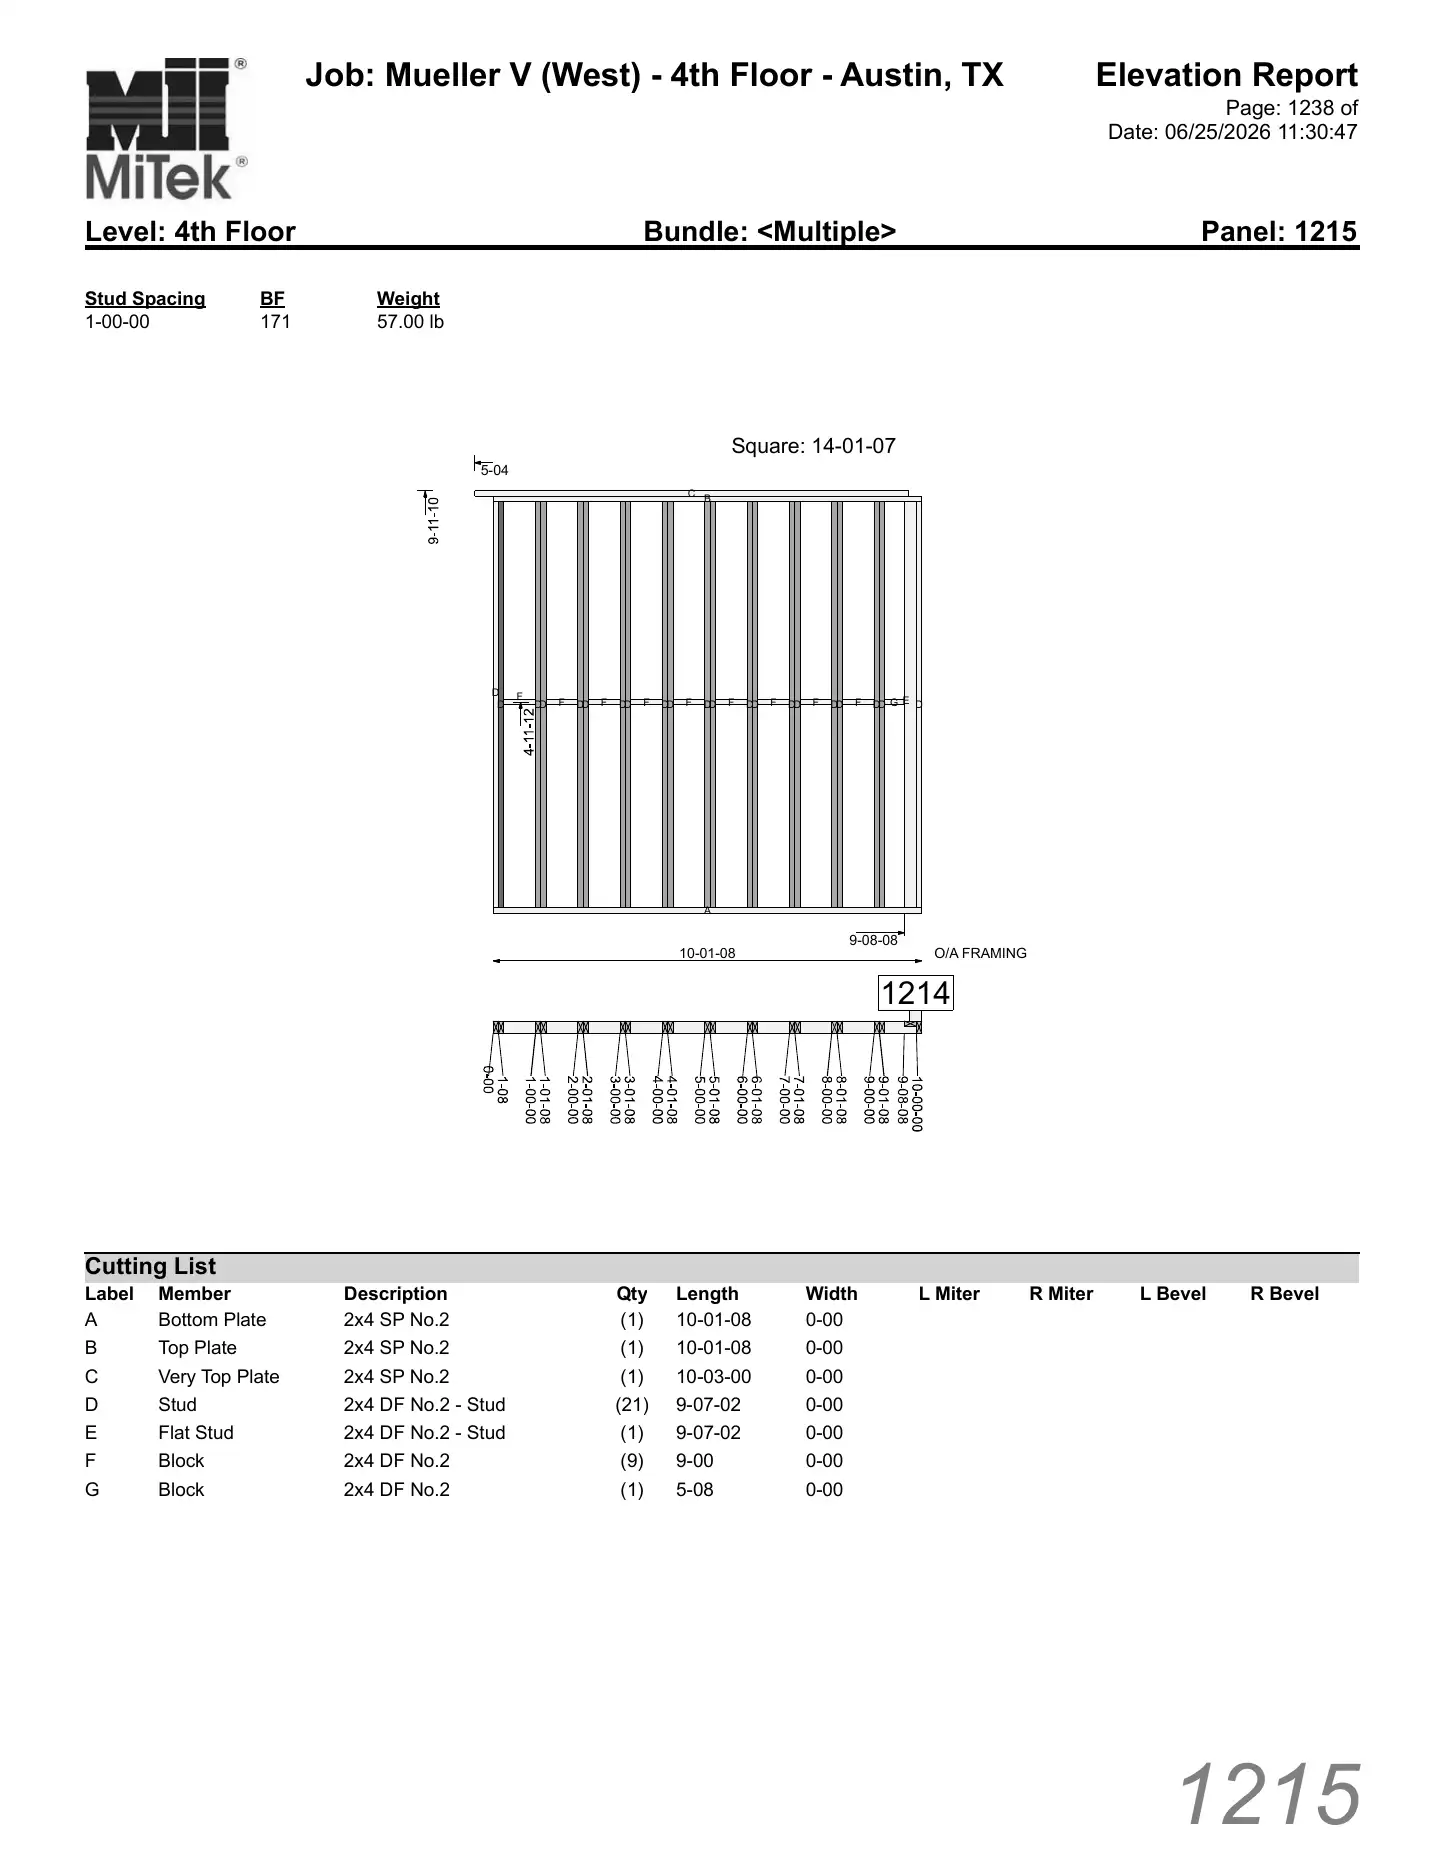 Job: Mueller V (West) - 4th Floor - Austin, TX
Elevation Report
Page: 1238 of
Date: 06/25/2026 11:30:47
MiTek®
Level: 4th Floor Bundle: <Multiple> Panel: 1215
Stud Spacing BF Weight
1-00-00 171 57.00 lb
Square: 14-01-07
5-04
C B
9-11-10
D F E
D DD F DD F DD F DD F DD F DD F DD F DD F DD G D
4-11-12
A
9-08-08
10-01-08 O/A FRAMING
1214
0-00 1-08 1-00-00 1-01-08 2-00-00 2-01-08 3-00-00 3-01-08 4-00-00 4-01-08 5-00-00 5-01-08 6-00-00 6-01-08 7-00-00 7-01-08 8-00-00 8-01-08 9-00-00 9-01-08 9-08-08 10-00-00
Cutting List
Label Member Description Qty Length Width L Miter R Miter L Bevel R Bevel
A Bottom Plate 2x4 SP No.2 (1) 10-01-08 0-00
B Top Plate 2x4 SP No.2 (1) 10-01-08 0-00
C Very Top Plate 2x4 SP No.2 (1) 10-03-00 0-00
D Stud 2x4 DF No.2 - Stud (21) 9-07-02 0-00
E Flat Stud 2x4 DF No.2 - Stud (1) 9-07-02 0-00
F Block 2x4 DF No.2 (9) 9-00 0-00
G Block 2x4 DF No.2 (1) 5-08 0-00
1215